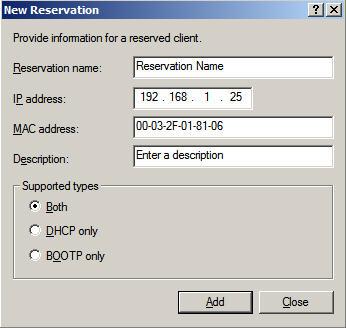 New Reservation
Provide information for a reserved client.
Reservation name: Reservation Name
IP address: 192 . 168 . 1 . 25
MAC address: 00-03-2F-01-81-06
Description: Enter a description
Supported types
Both
DHCP only
BOOTP only
Add Close